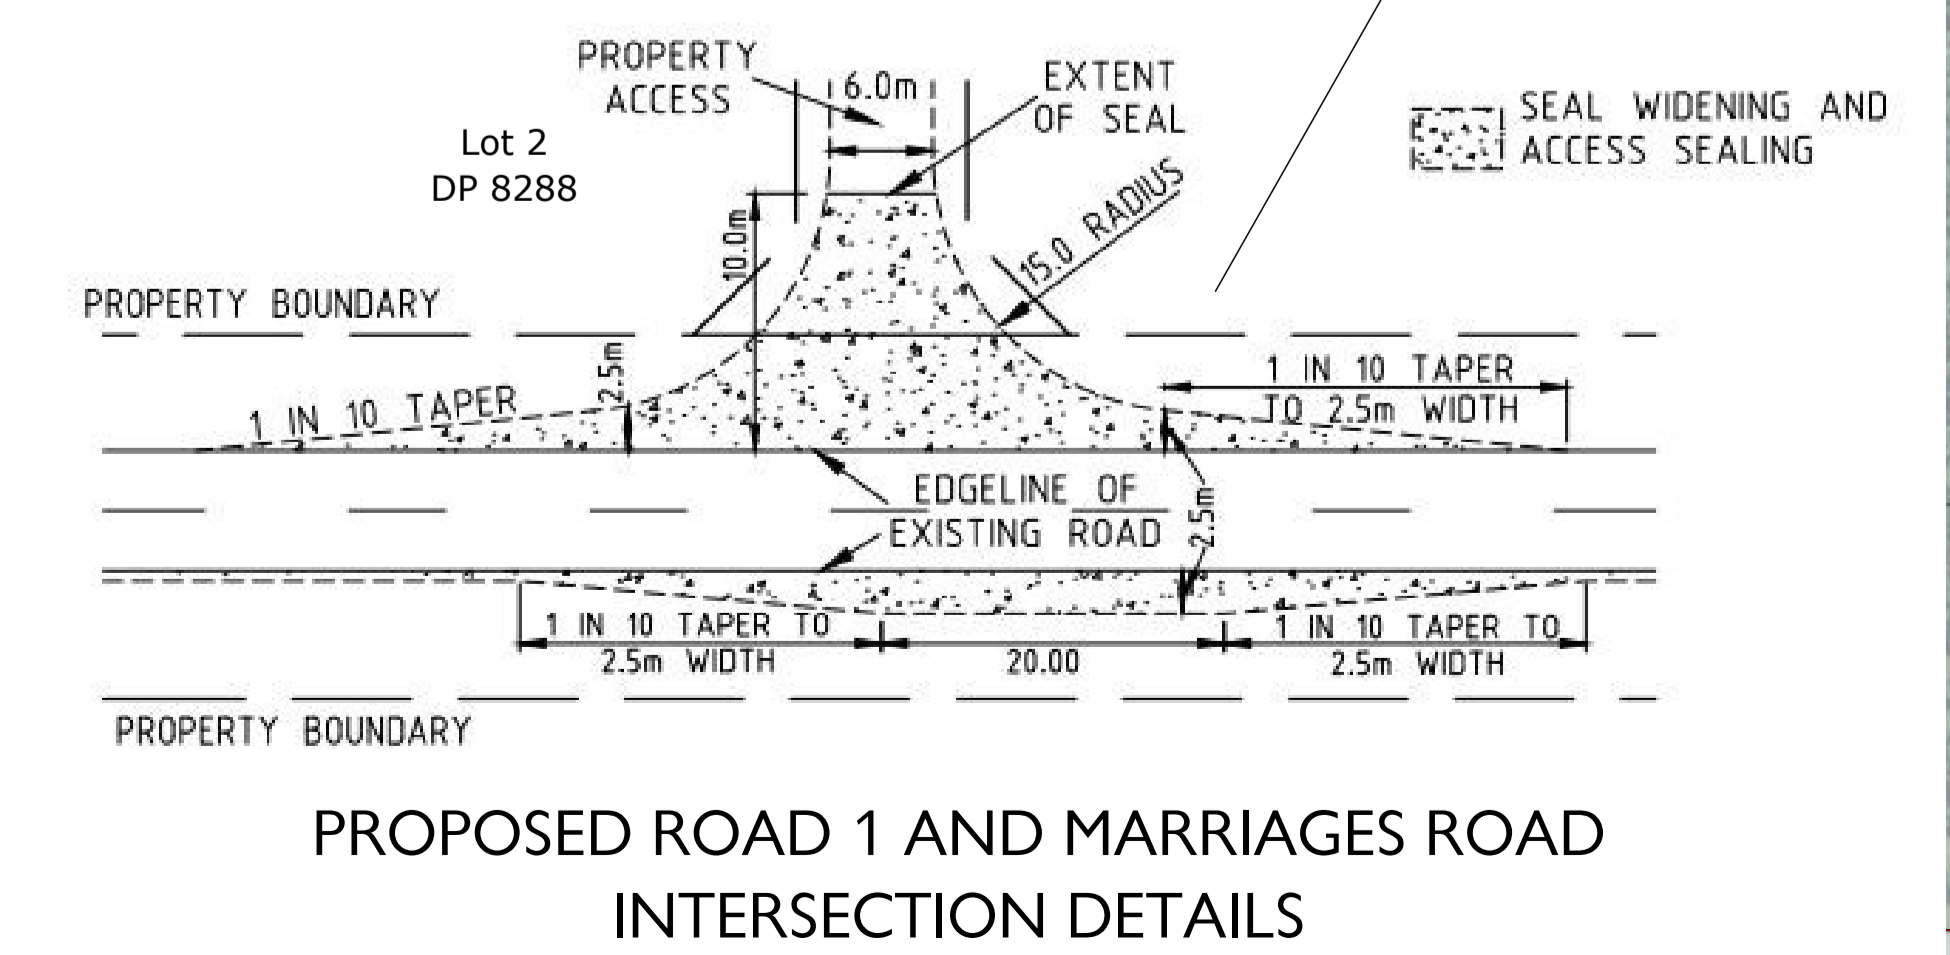 PROPERTY
ACCESS
6.0m
EXTENT
OF SEAL
SEAL WIDENING AND
ACCESS SEALING
Lot 2
DP 8288
10.0m
15.0 RADIUS
PROPERTY BOUNDARY
2.5m
1 IN 10 TAPER
1 IN 10 TAPER
TO 2.5m WIDTH
EDGELINE OF
EXISTING ROAD
2.5m
1 IN 10 TAPER TO
2.5m WIDTH
20.00
1 IN 10 TAPER TO
2.5m WIDTH
PROPERTY BOUNDARY
PROPOSED ROAD 1 AND MARRIAGES ROAD
INTERSECTION DETAILS